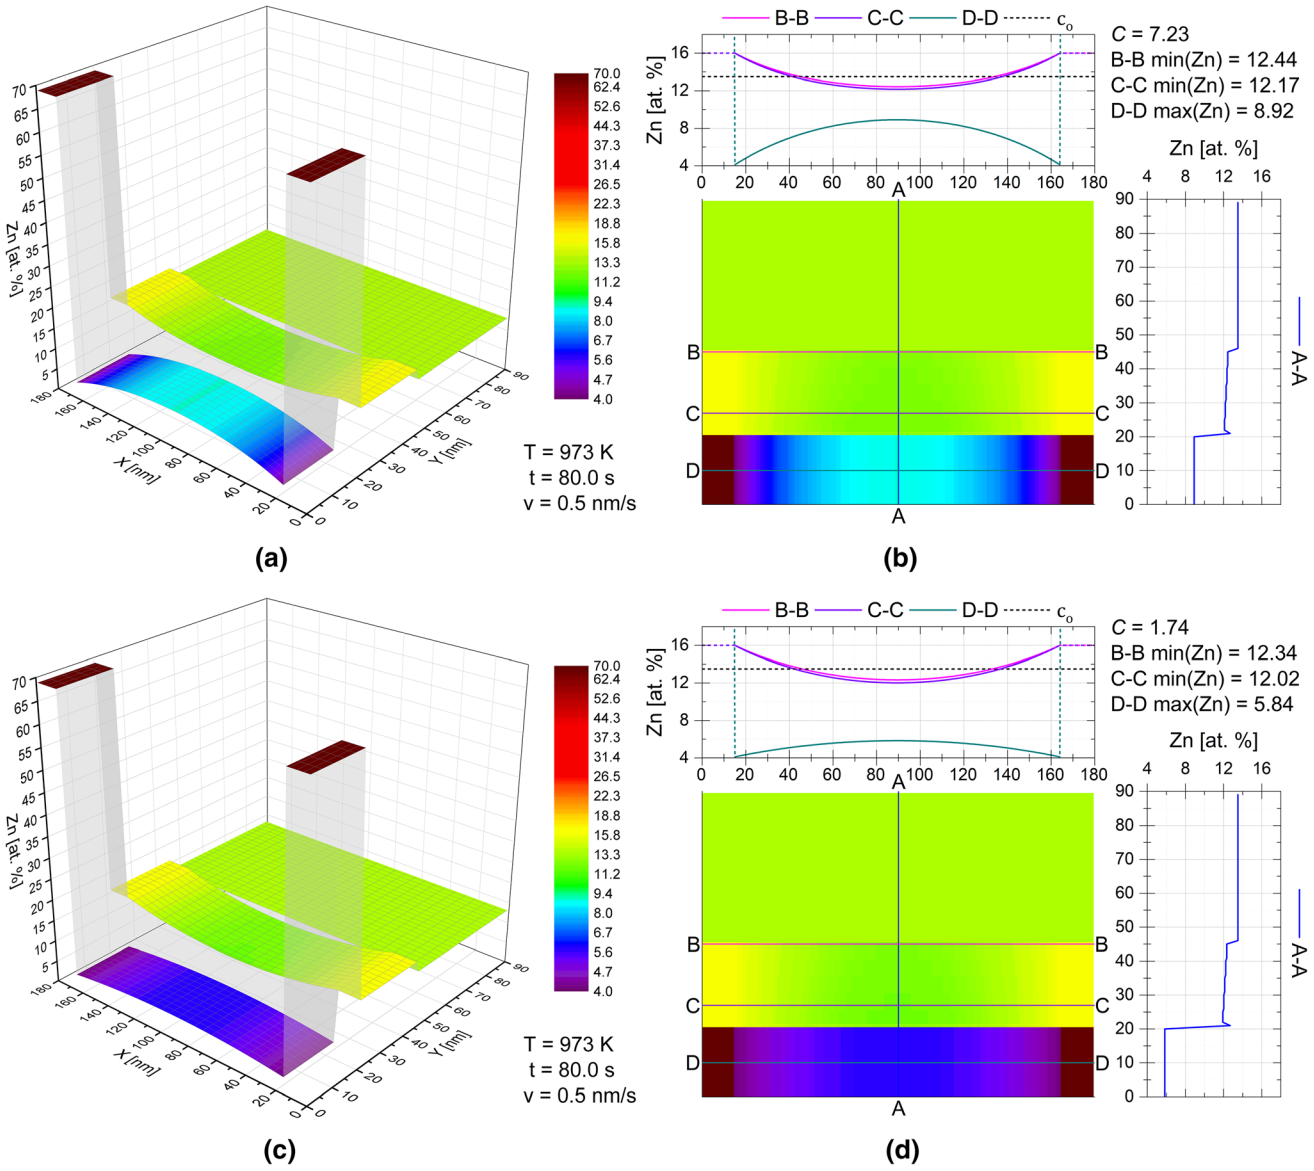 70
65
60
55
50
45
40
35
30
25
20
15
10
5
Zn [at. %]
180
160
140
120
100
80
60
40
20
0
X [nm]
0
10
20
30
40
50
60
70
80
90
Y [nm]
70.0
62.4
52.6
44.3
37.3
31.4
26.5
22.3
18.8
15.8
13.3
11.2
9.4
8.0
6.7
5.6
4.7
4.0
T = 973 K
t = 80.0 s
v = 0.5 nm/s
(a)
B-B C-C D-D c₀
Zn [at. %]
16
12
8
4
0 20 40 60 80 100 120 140 160 180
C = 7.23
B-B min(Zn) = 12.44
C-C min(Zn) = 12.17
D-D max(Zn) = 8.92
A
B B
C C
D D
A
Zn [at. %]
4 8 12 16
90
80
70
60
50
40
30
20
10
0
A-A
(b)
70
65
60
55
50
45
40
35
30
25
20
15
10
5
Zn [at. %]
180
160
140
120
100
80
60
40
20
0
X [nm]
0
10
20
30
40
50
60
70
80
90
Y [nm]
70.0
62.4
52.6
44.3
37.3
31.4
26.5
22.3
18.8
15.8
13.3
11.2
9.4
8.0
6.7
5.6
4.7
4.0
T = 973 K
t = 80.0 s
v = 0.5 nm/s
(c)
B-B C-C D-D c₀
Zn [at. %]
16
12
8
4
0 20 40 60 80 100 120 140 160 180
C = 1.74
B-B min(Zn) = 12.34
C-C min(Zn) = 12.02
D-D max(Zn) = 5.84
A
B B
C C
D D
A
Zn [at. %]
4 8 12 16
90
80
70
60
50
40
30
20
10
0
A-A
(d)